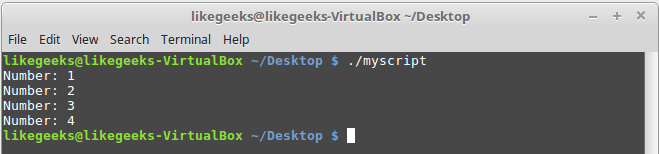 likegeeks@likegeeks-VirtualBox ~/Desktop
File Edit View Search Terminal Help
likegeeks@likegeeks-VirtualBox ~/Desktop $ ./myscript
Number: 1
Number: 2
Number: 3
Number: 4
likegeeks@likegeeks-VirtualBox ~/Desktop $